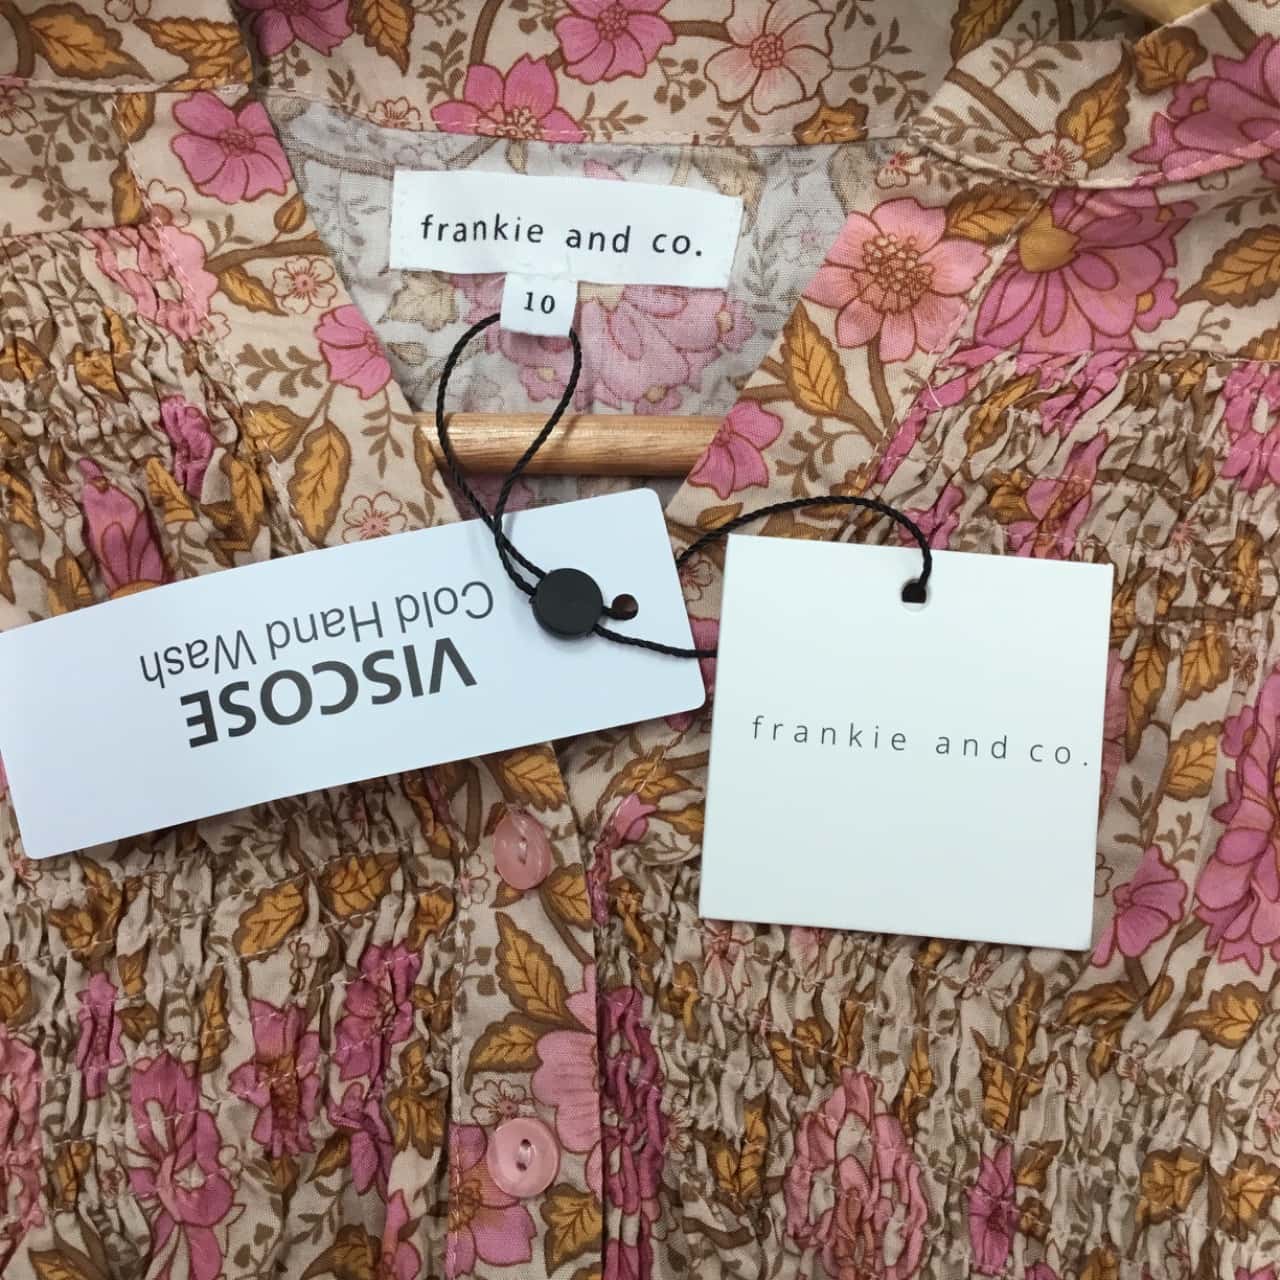 frankie and co.
10
VISCOSE
Cold Hand Wash
frankie and co.